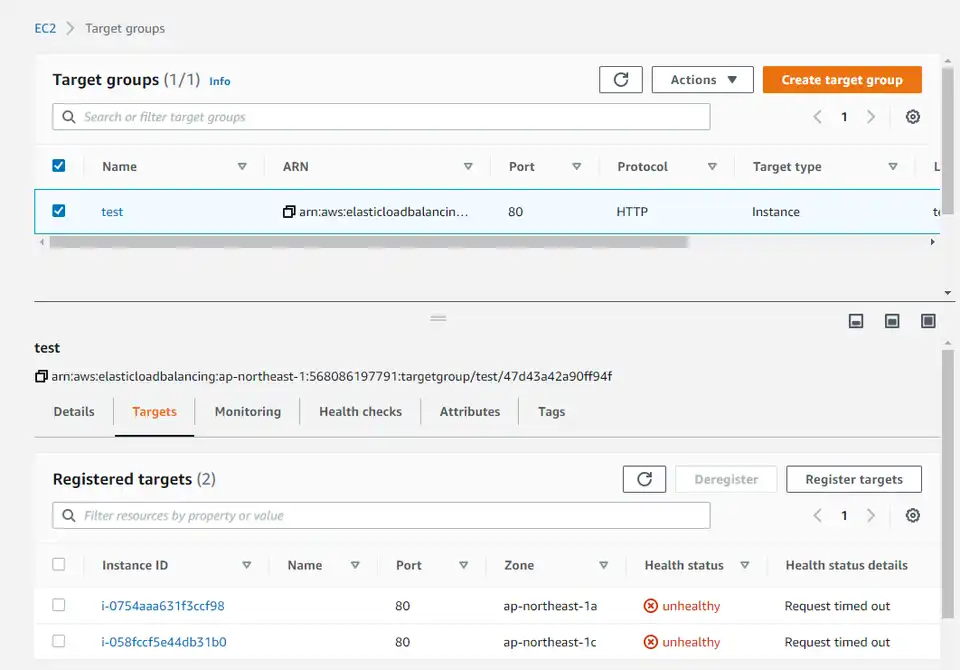 EC2 > Target groups
Target groups (1/1) Info
Actions
Create target group
Search or filter target groups
1
Name ARN Port Protocol Target type
test arn:aws:elasticloadbalancin... 80 HTTP Instance
test
arn:aws:elasticloadbalancing:ap-northeast-1:568086197791:targetgroup/test/47d43a42a90ff94f
Details Targets Monitoring Health checks Attributes Tags
Registered targets (2)
Deregister
Register targets
Filter resources by property or value
1
Instance ID Name Port Zone Health status Health status details
i-0754aaa631f3ccf98 80 ap-northeast-1a unhealthy Request timed out
i-058fccf5e44db31b0 80 ap-northeast-1c unhealthy Request timed out